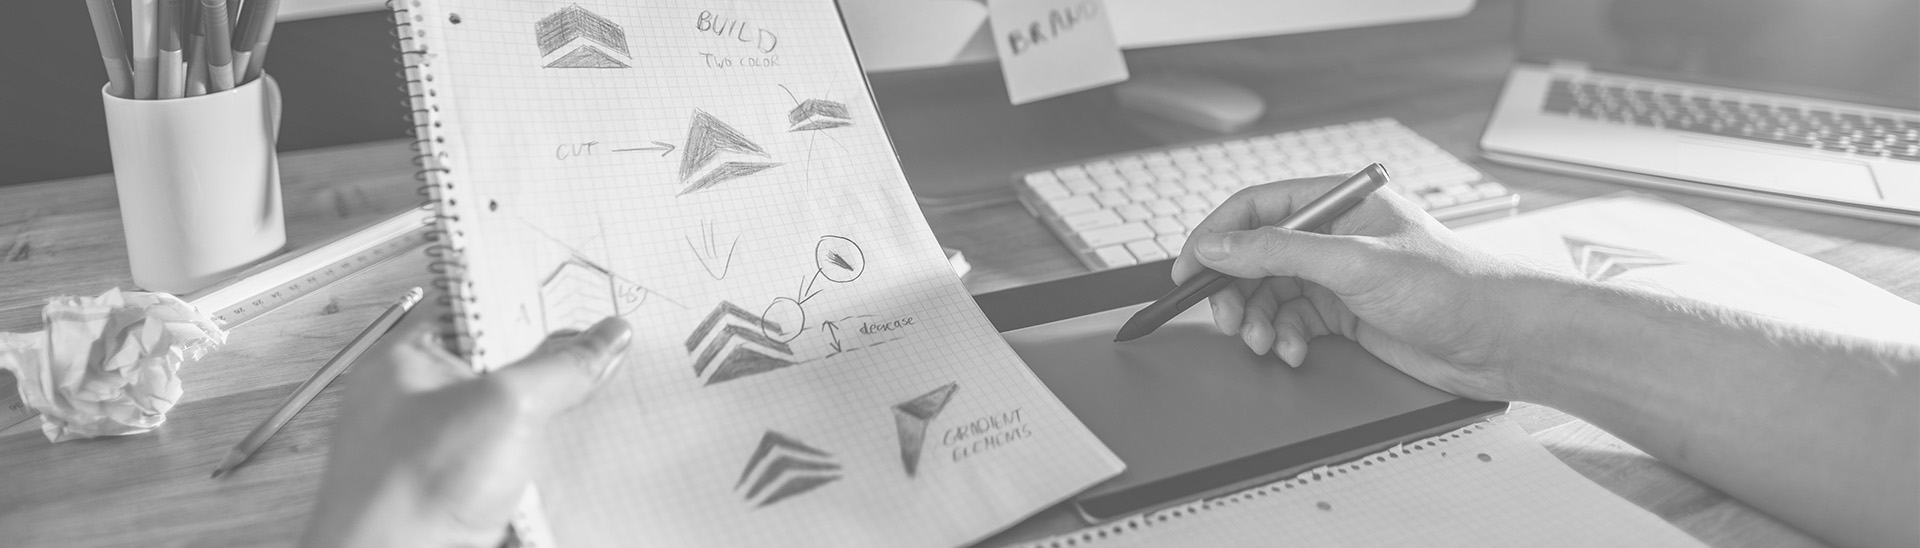 BUILD
TWO COLOR
BRAND
CUT
45°
decrease
GRADIENT
ELEMENTS